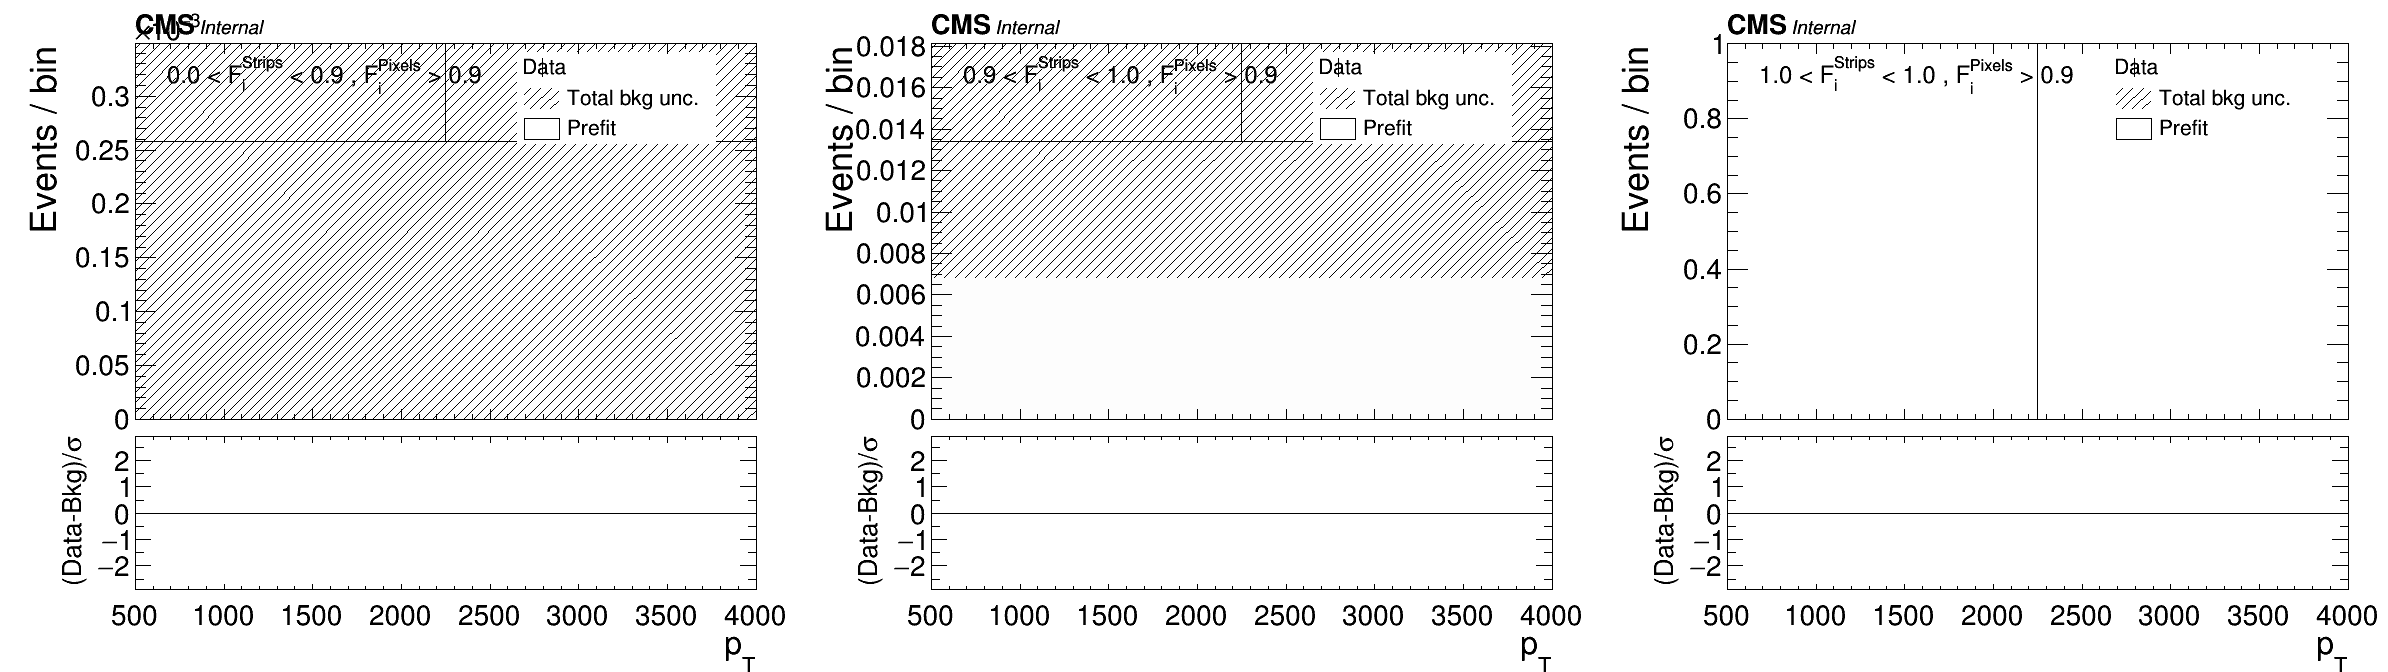 CMS Internal
×10⁻³
Events / bin
0.0 < F_i^Strips < 0.9 , F_i^Pixels > 0.9
Data
Total bkg unc.
Prefit
0.3
0.25
0.2
0.15
0.1
0.05
0
(Data-Bkg)/σ
2
1
0
−1
−2
500 1000 1500 2000 2500 3000 3500 4000
p_T
CMS Internal
Events / bin
0.9 < F_i^Strips < 1.0 , F_i^Pixels > 0.9
Data
Total bkg unc.
Prefit
0.018
0.016
0.014
0.012
0.01
0.008
0.006
0.004
0.002
0
(Data-Bkg)/σ
2
1
0
−1
−2
500 1000 1500 2000 2500 3000 3500 4000
p_T
CMS Internal
Events / bin
1.0 < F_i^Strips < 1.0 , F_i^Pixels > 0.9
Data
Total bkg unc.
Prefit
1
0.8
0.6
0.4
0.2
0
(Data-Bkg)/σ
2
1
0
−1
−2
500 1000 1500 2000 2500 3000 3500 4000
p_T